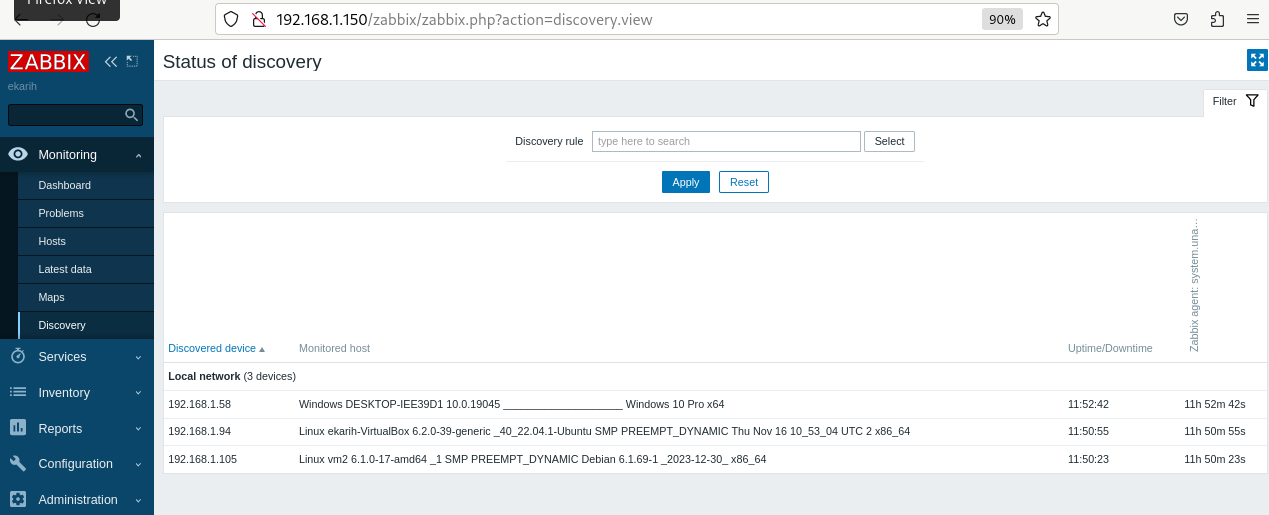 Firefox View
192.168.1.150/zabbix/zabbix.php?action=discovery.view
90%
ZABBIX
ekarih
Monitoring
Dashboard
Problems
Hosts
Latest data
Maps
Discovery
Services
Inventory
Reports
Configuration
Administration
Status of discovery
Filter
Discovery rule type here to search Select
Apply Reset
Discovered device Monitored host Uptime/Downtime Zabbix agent: system.una...
Local network (3 devices)
192.168.1.58 Windows DESKTOP-IEE39D1 10.0.19045 ____________________ Windows 10 Pro x64 11:52:42 11h 52m 42s
192.168.1.94 Linux ekarih-VirtualBox 6.2.0-39-generic _40_22.04.1-Ubuntu SMP PREEMPT_DYNAMIC Thu Nov 16 10_53_04 UTC 2 x86_64 11:50:55 11h 50m 55s
192.168.1.105 Linux vm2 6.1.0-17-amd64 _1 SMP PREEMPT_DYNAMIC Debian 6.1.69-1 _2023-12-30_ x86_64 11:50:23 11h 50m 23s